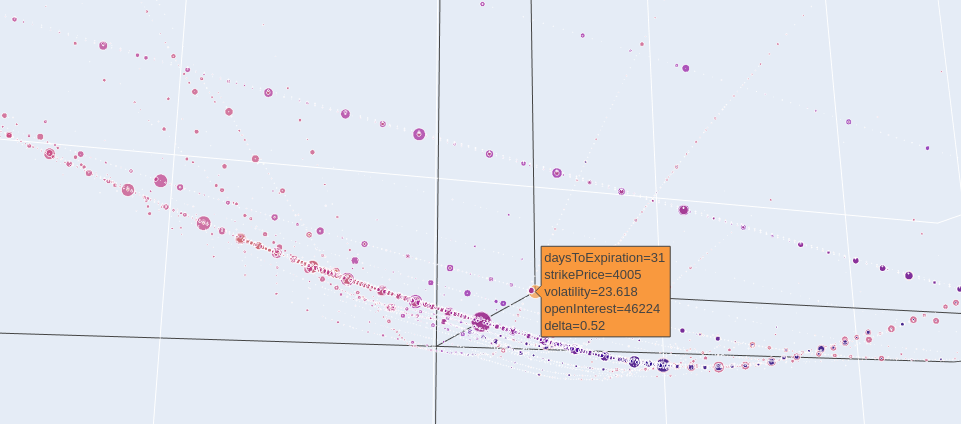 daysToExpiration=31
strikePrice=4005
volatility=23.618
openInterest=46224
delta=0.52